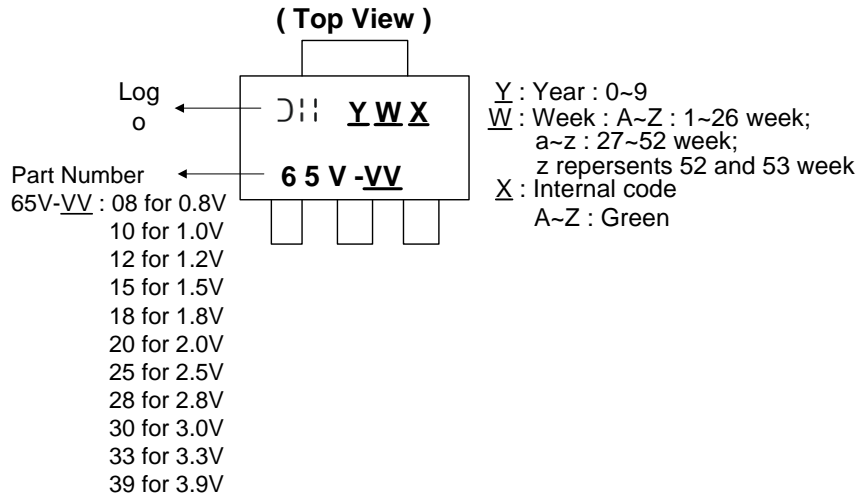 ( Top View )
Log
o
Y W X
Y : Year : 0~9
W : Week : A~Z : 1~26 week;
a~z : 27~52 week;
z repersents 52 and 53 week
X : Internal code
A~Z : Green
Part Number
6 5 V -VV
65V-VV : 08 for 0.8V
10 for 1.0V
12 for 1.2V
15 for 1.5V
18 for 1.8V
20 for 2.0V
25 for 2.5V
28 for 2.8V
30 for 3.0V
33 for 3.3V
39 for 3.9V